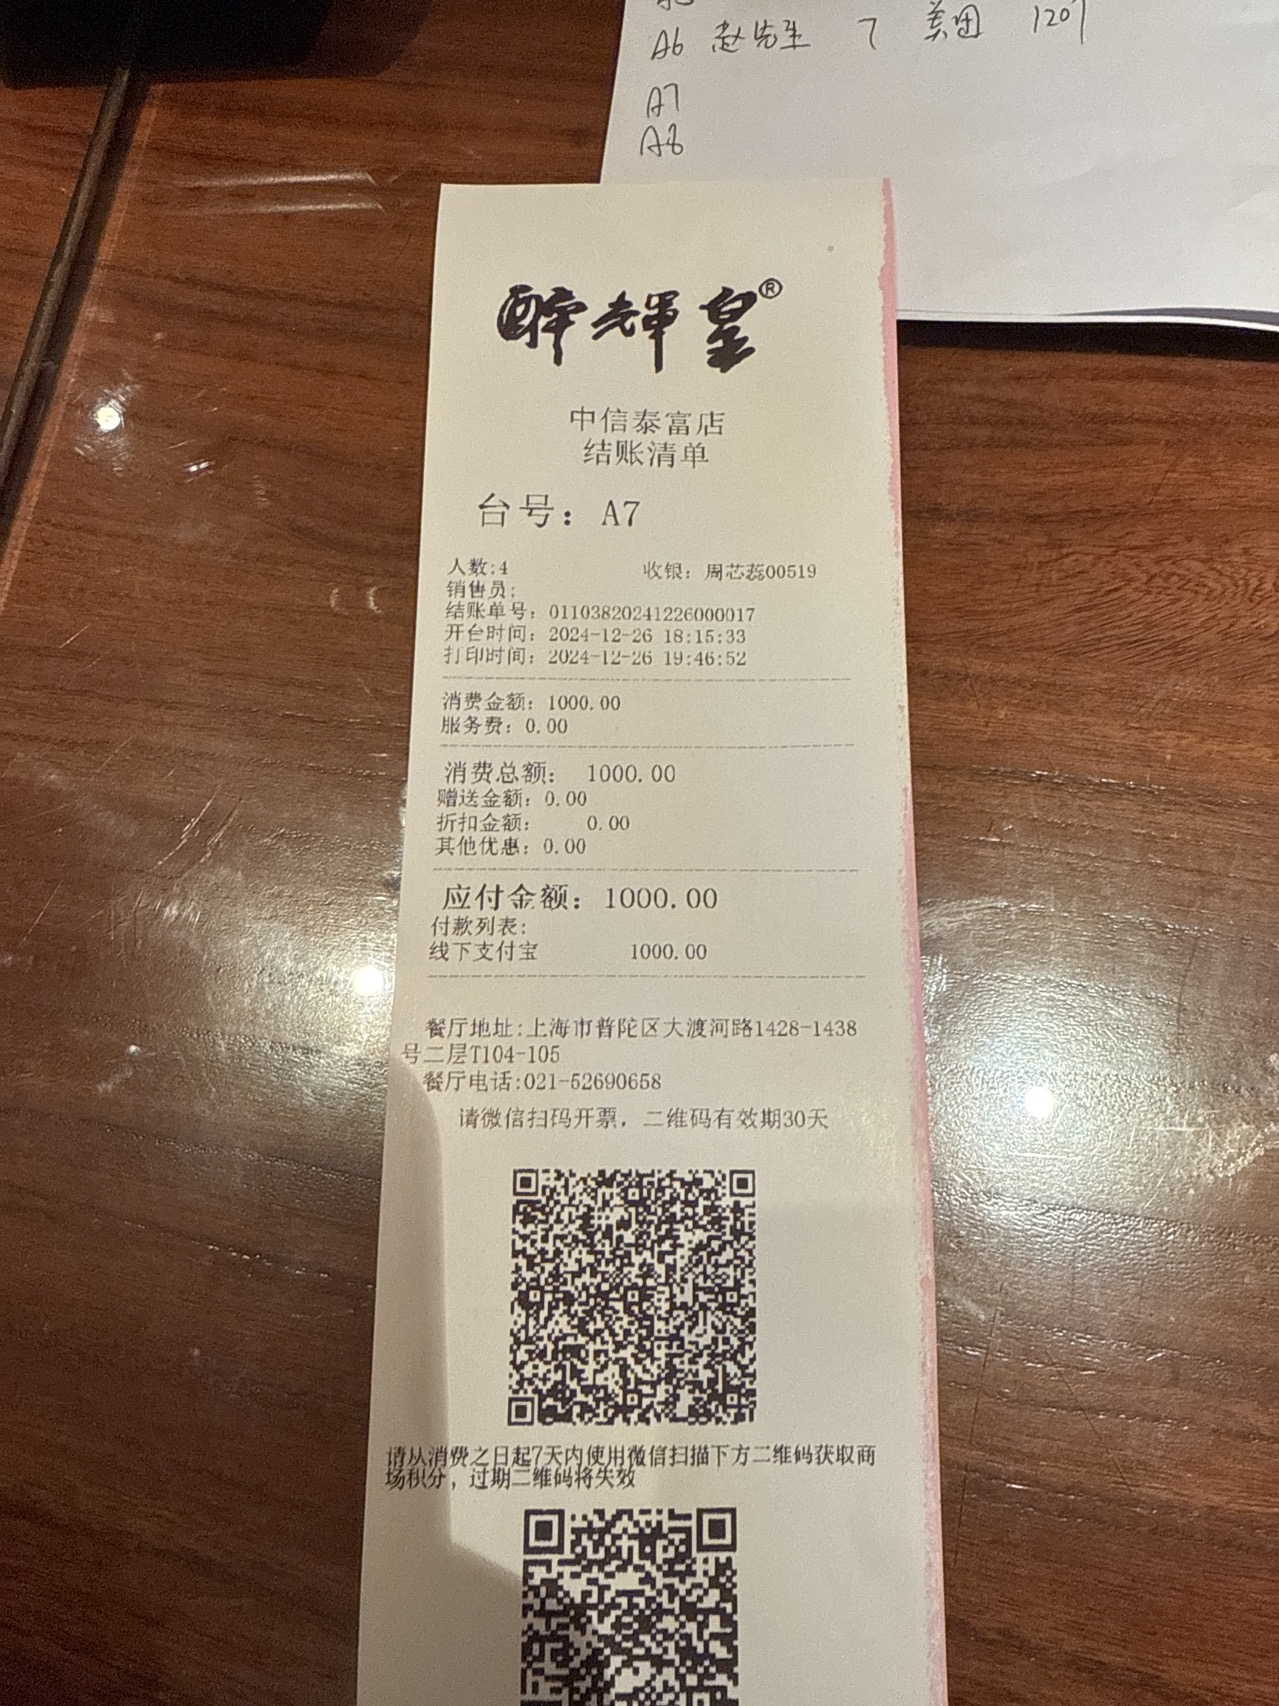 A6 赵先生 7 美团 1207
A7
A8
醉輝皇®
中信泰富店
结账清单
台号：A7
人数:4 收银：周芯蕊00519
销售员:
结账单号：01103820241226000017
开台时间：2024-12-26 18:15:33
打印时间：2024-12-26 19:46:52
消费金额：1000.00
服务费：0.00
消费总额： 1000.00
赠送金额：0.00
折扣金额： 0.00
其他优惠：0.00
应付金额：1000.00
付款列表:
线下支付宝 1000.00
餐厅地址:上海市普陀区大渡河路1428-1438
号二层T104-105
餐厅电话:021-52690658
请微信扫码开票，二维码有效期30天
请从消费之日起7天内使用微信扫描下方二维码获取商
场积分，过期二维码将失效